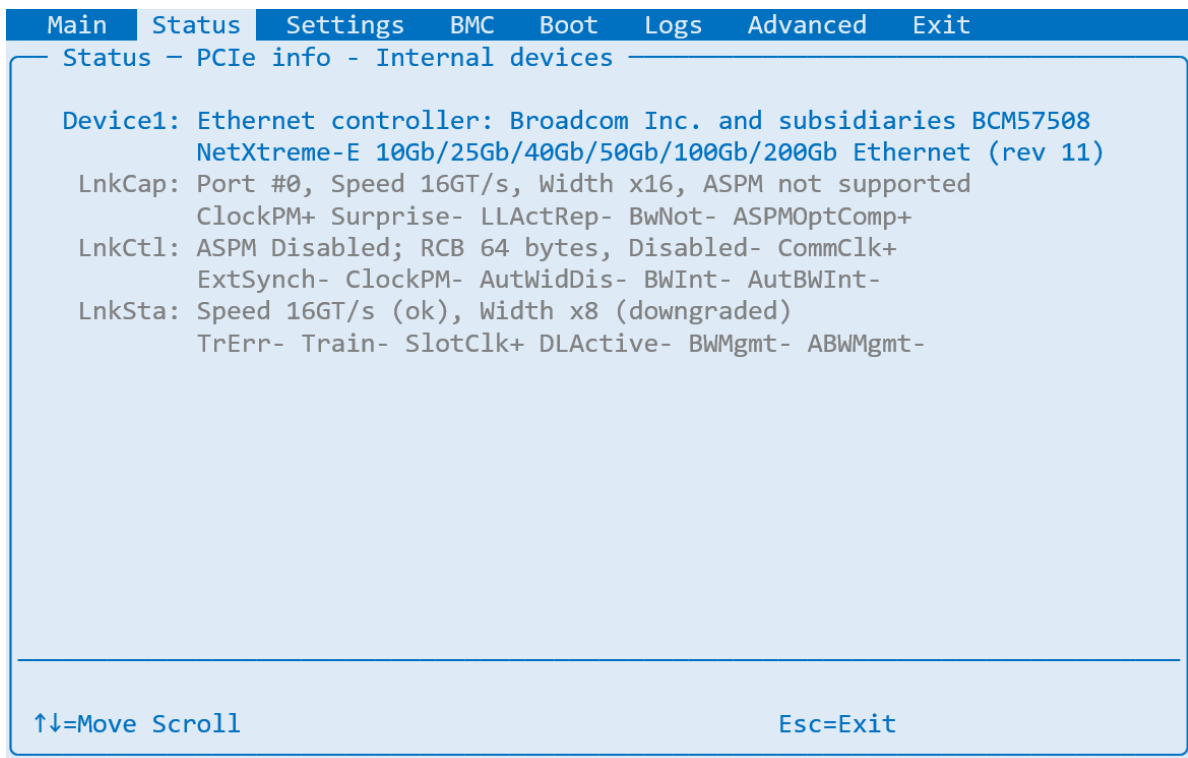 Main Status Settings BMC Boot Logs Advanced Exit
Status — PCIe info - Internal devices
Device1: Ethernet controller: Broadcom Inc. and subsidiaries BCM57508
NetXtreme-E 10Gb/25Gb/40Gb/50Gb/100Gb/200Gb Ethernet (rev 11)
LnkCap: Port #0, Speed 16GT/s, Width x16, ASPM not supported
ClockPM+ Surprise- LLActRep- BwNot- ASPMOptComp+
LnkCtl: ASPM Disabled; RCB 64 bytes, Disabled- CommClk+
ExtSynch- ClockPM- AutWidDis- BWInt- AutBWInt-
LnkSta: Speed 16GT/s (ok), Width x8 (downgraded)
TrErr- Train- SlotClk+ DLActive- BWMgmt- ABWMgmt-
↑↓=Move Scroll Esc=Exit